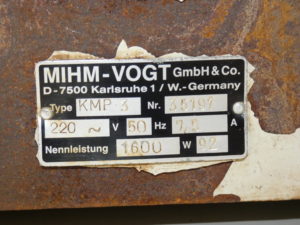 MIHM-VOGT GmbH & Co.
D-7500 Karlsruhe 1 / W.-Germany
Type KMP 3 Nr. 35197
220 ~ V 50 Hz 7,5 A
Nennleistung 1600 W 92